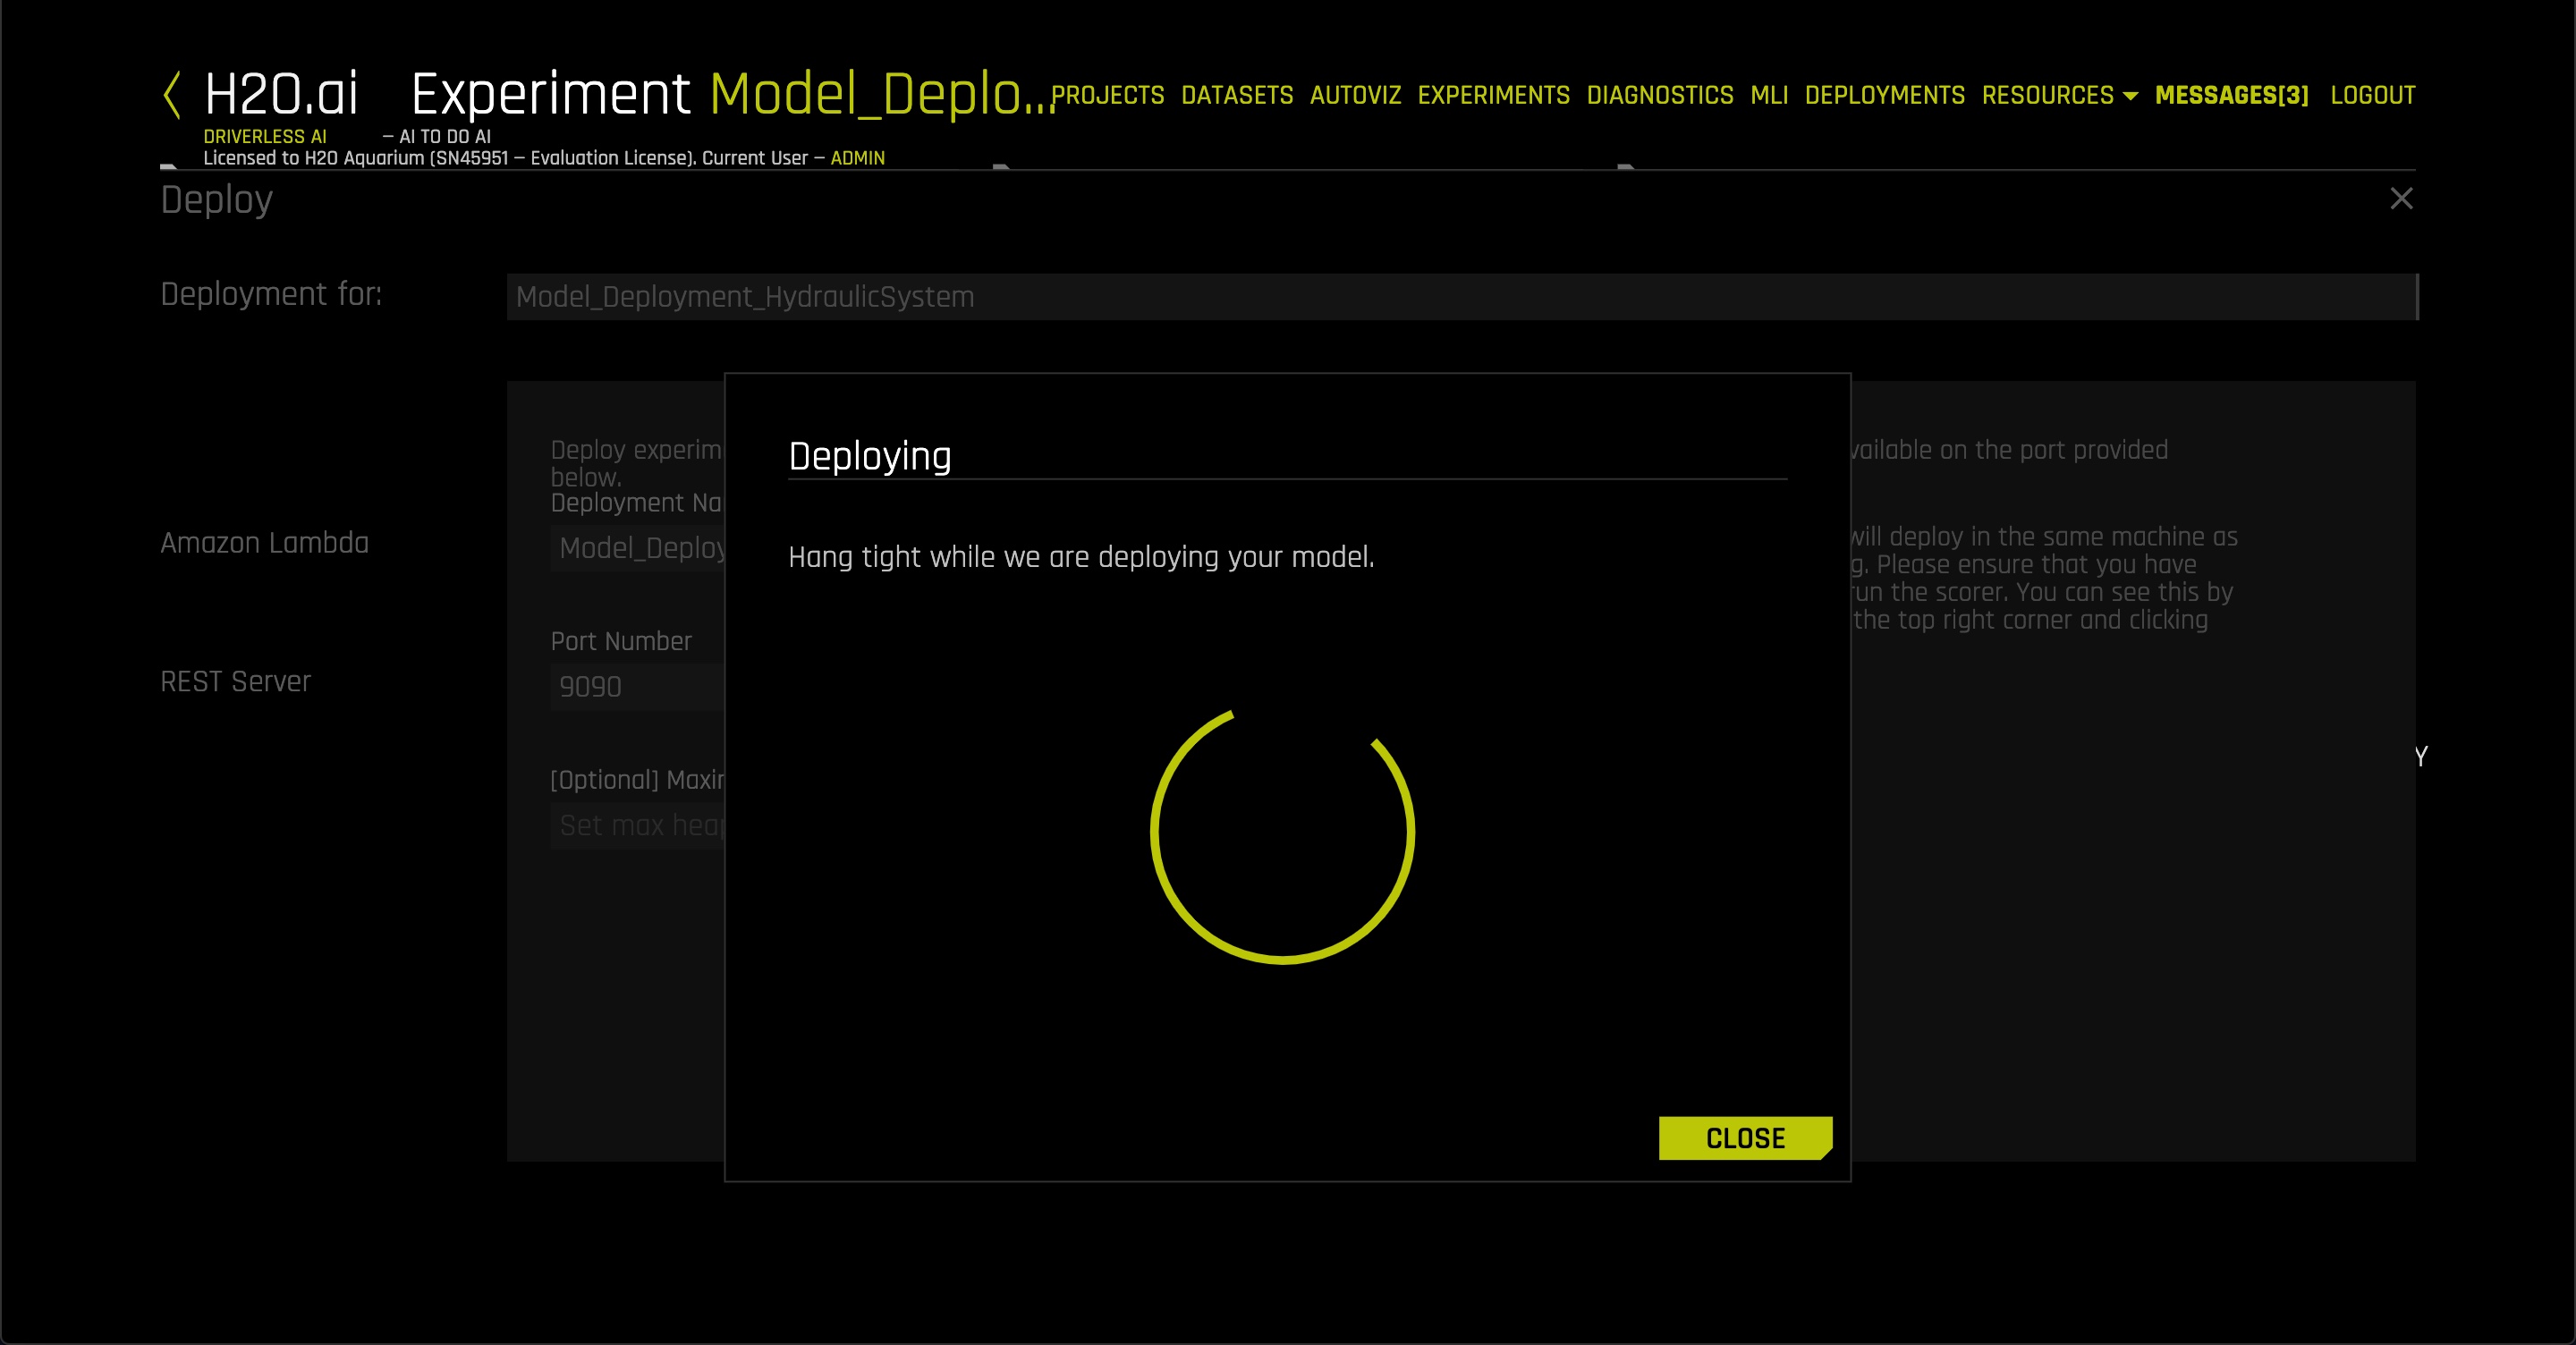 H2O.ai Experiment Model_Deplo...
PROJECTS DATASETS AUTOVIZ EXPERIMENTS DIAGNOSTICS MLI DEPLOYMENTS RESOURCES MESSAGES[3] LOGOUT
DRIVERLESS AI – AI TO DO AI
Licensed to H2O Aquarium (SN45951 – Evaluation License). Current User – ADMIN
Deploy
Deployment for:
Model_Deployment_HydraulicSystem
Deploy experim
vailable on the port provided
below.
Deployment Na
Amazon Lambda
Model_Deploy
will deploy in the same machine as
g. Please ensure that you have
run the scorer. You can see this by
the top right corner and clicking
Port Number
REST Server
9090
[Optional] Maxi
Set max hea
Y
Deploying
Hang tight while we are deploying your model.
CLOSE